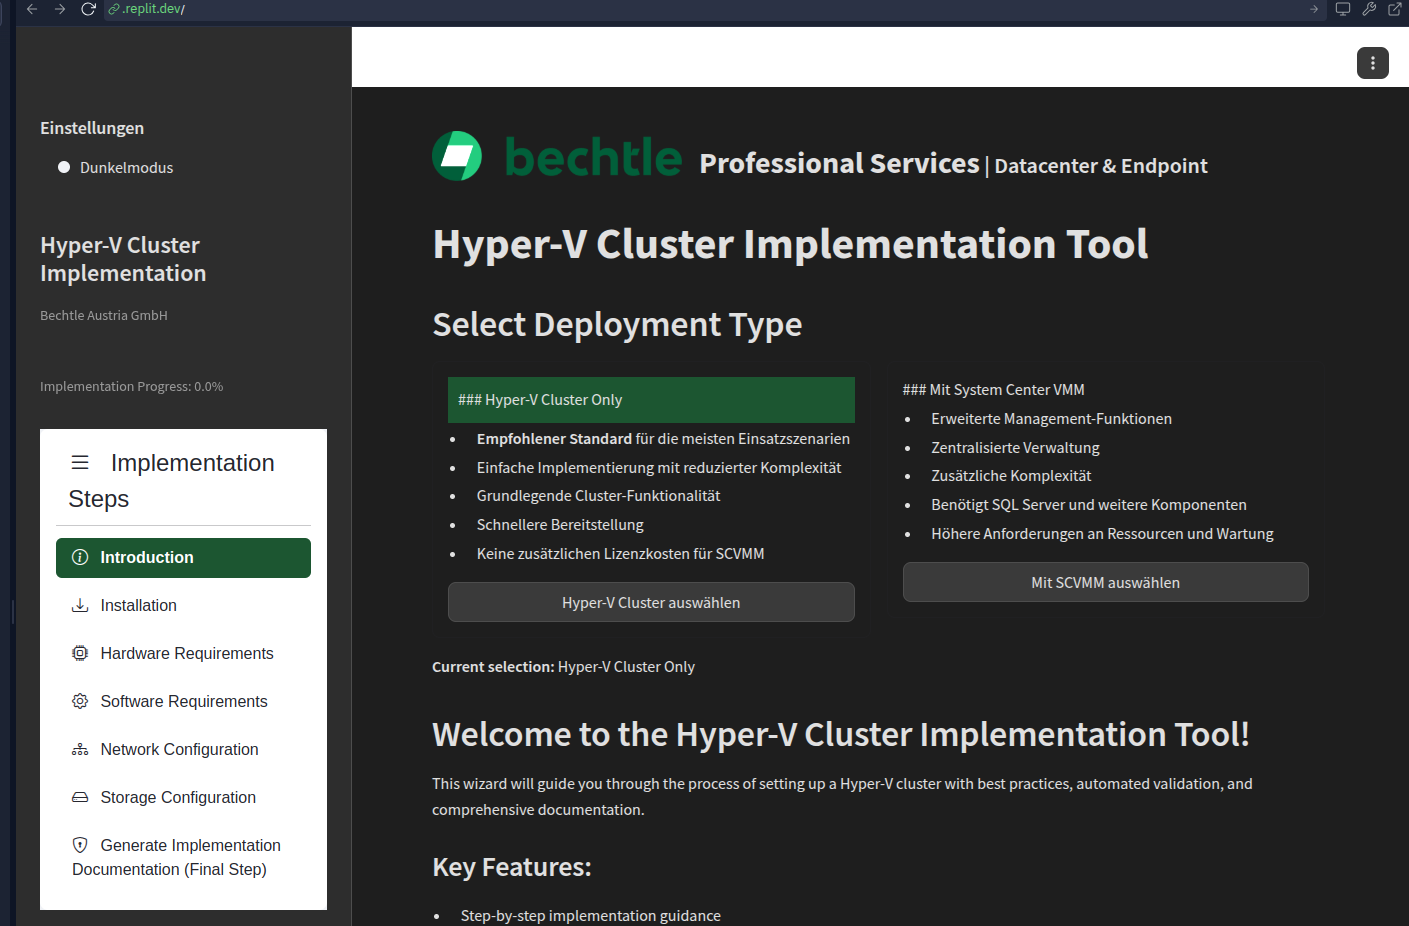 .replit.dev/
Einstellungen
Dunkelmodus
Hyper-V Cluster
Implementation
Bechtle Austria GmbH
Implementation Progress: 0.0%
Implementation
Steps
Introduction
Installation
Hardware Requirements
Software Requirements
Network Configuration
Storage Configuration
Generate Implementation
Documentation (Final Step)
bechtle Professional Services | Datacenter & Endpoint
Hyper-V Cluster Implementation Tool
Select Deployment Type
### Hyper-V Cluster Only
• Empfohlener Standard für die meisten Einsatzszenarien
• Einfache Implementierung mit reduzierter Komplexität
• Grundlegende Cluster-Funktionalität
• Schnellere Bereitstellung
• Keine zusätzlichen Lizenzkosten für SCVMM
Hyper-V Cluster auswählen
### Mit System Center VMM
• Erweiterte Management-Funktionen
• Zentralisierte Verwaltung
• Zusätzliche Komplexität
• Benötigt SQL Server und weitere Komponenten
• Höhere Anforderungen an Ressourcen und Wartung
Mit SCVMM auswählen
Current selection: Hyper-V Cluster Only
Welcome to the Hyper-V Cluster Implementation Tool!
This wizard will guide you through the process of setting up a Hyper-V cluster with best practices, automated validation, and
comprehensive documentation.
Key Features:
• Step-by-step implementation guidance